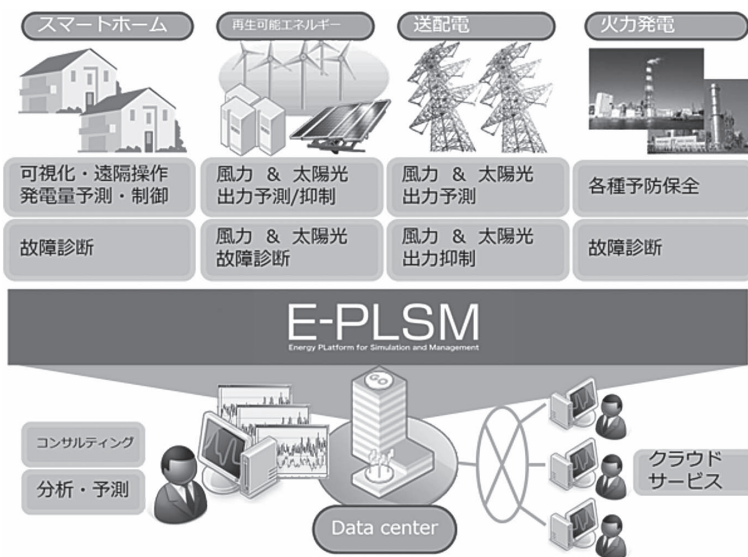 スマートホーム
再生可能エネルギー
送配電
火力発電
可視化・遠隔操作
発電量予測・制御
風力 & 太陽光
出力予測/抑制
風力 & 太陽光
出力予測
各種予防保全
故障診断
風力 & 太陽光
故障診断
風力 & 太陽光
出力抑制
故障診断
E-PLSM
Energy PLatform for Simulation and Management
コンサルティング
分析・予測
Data center
クラウド
サービス